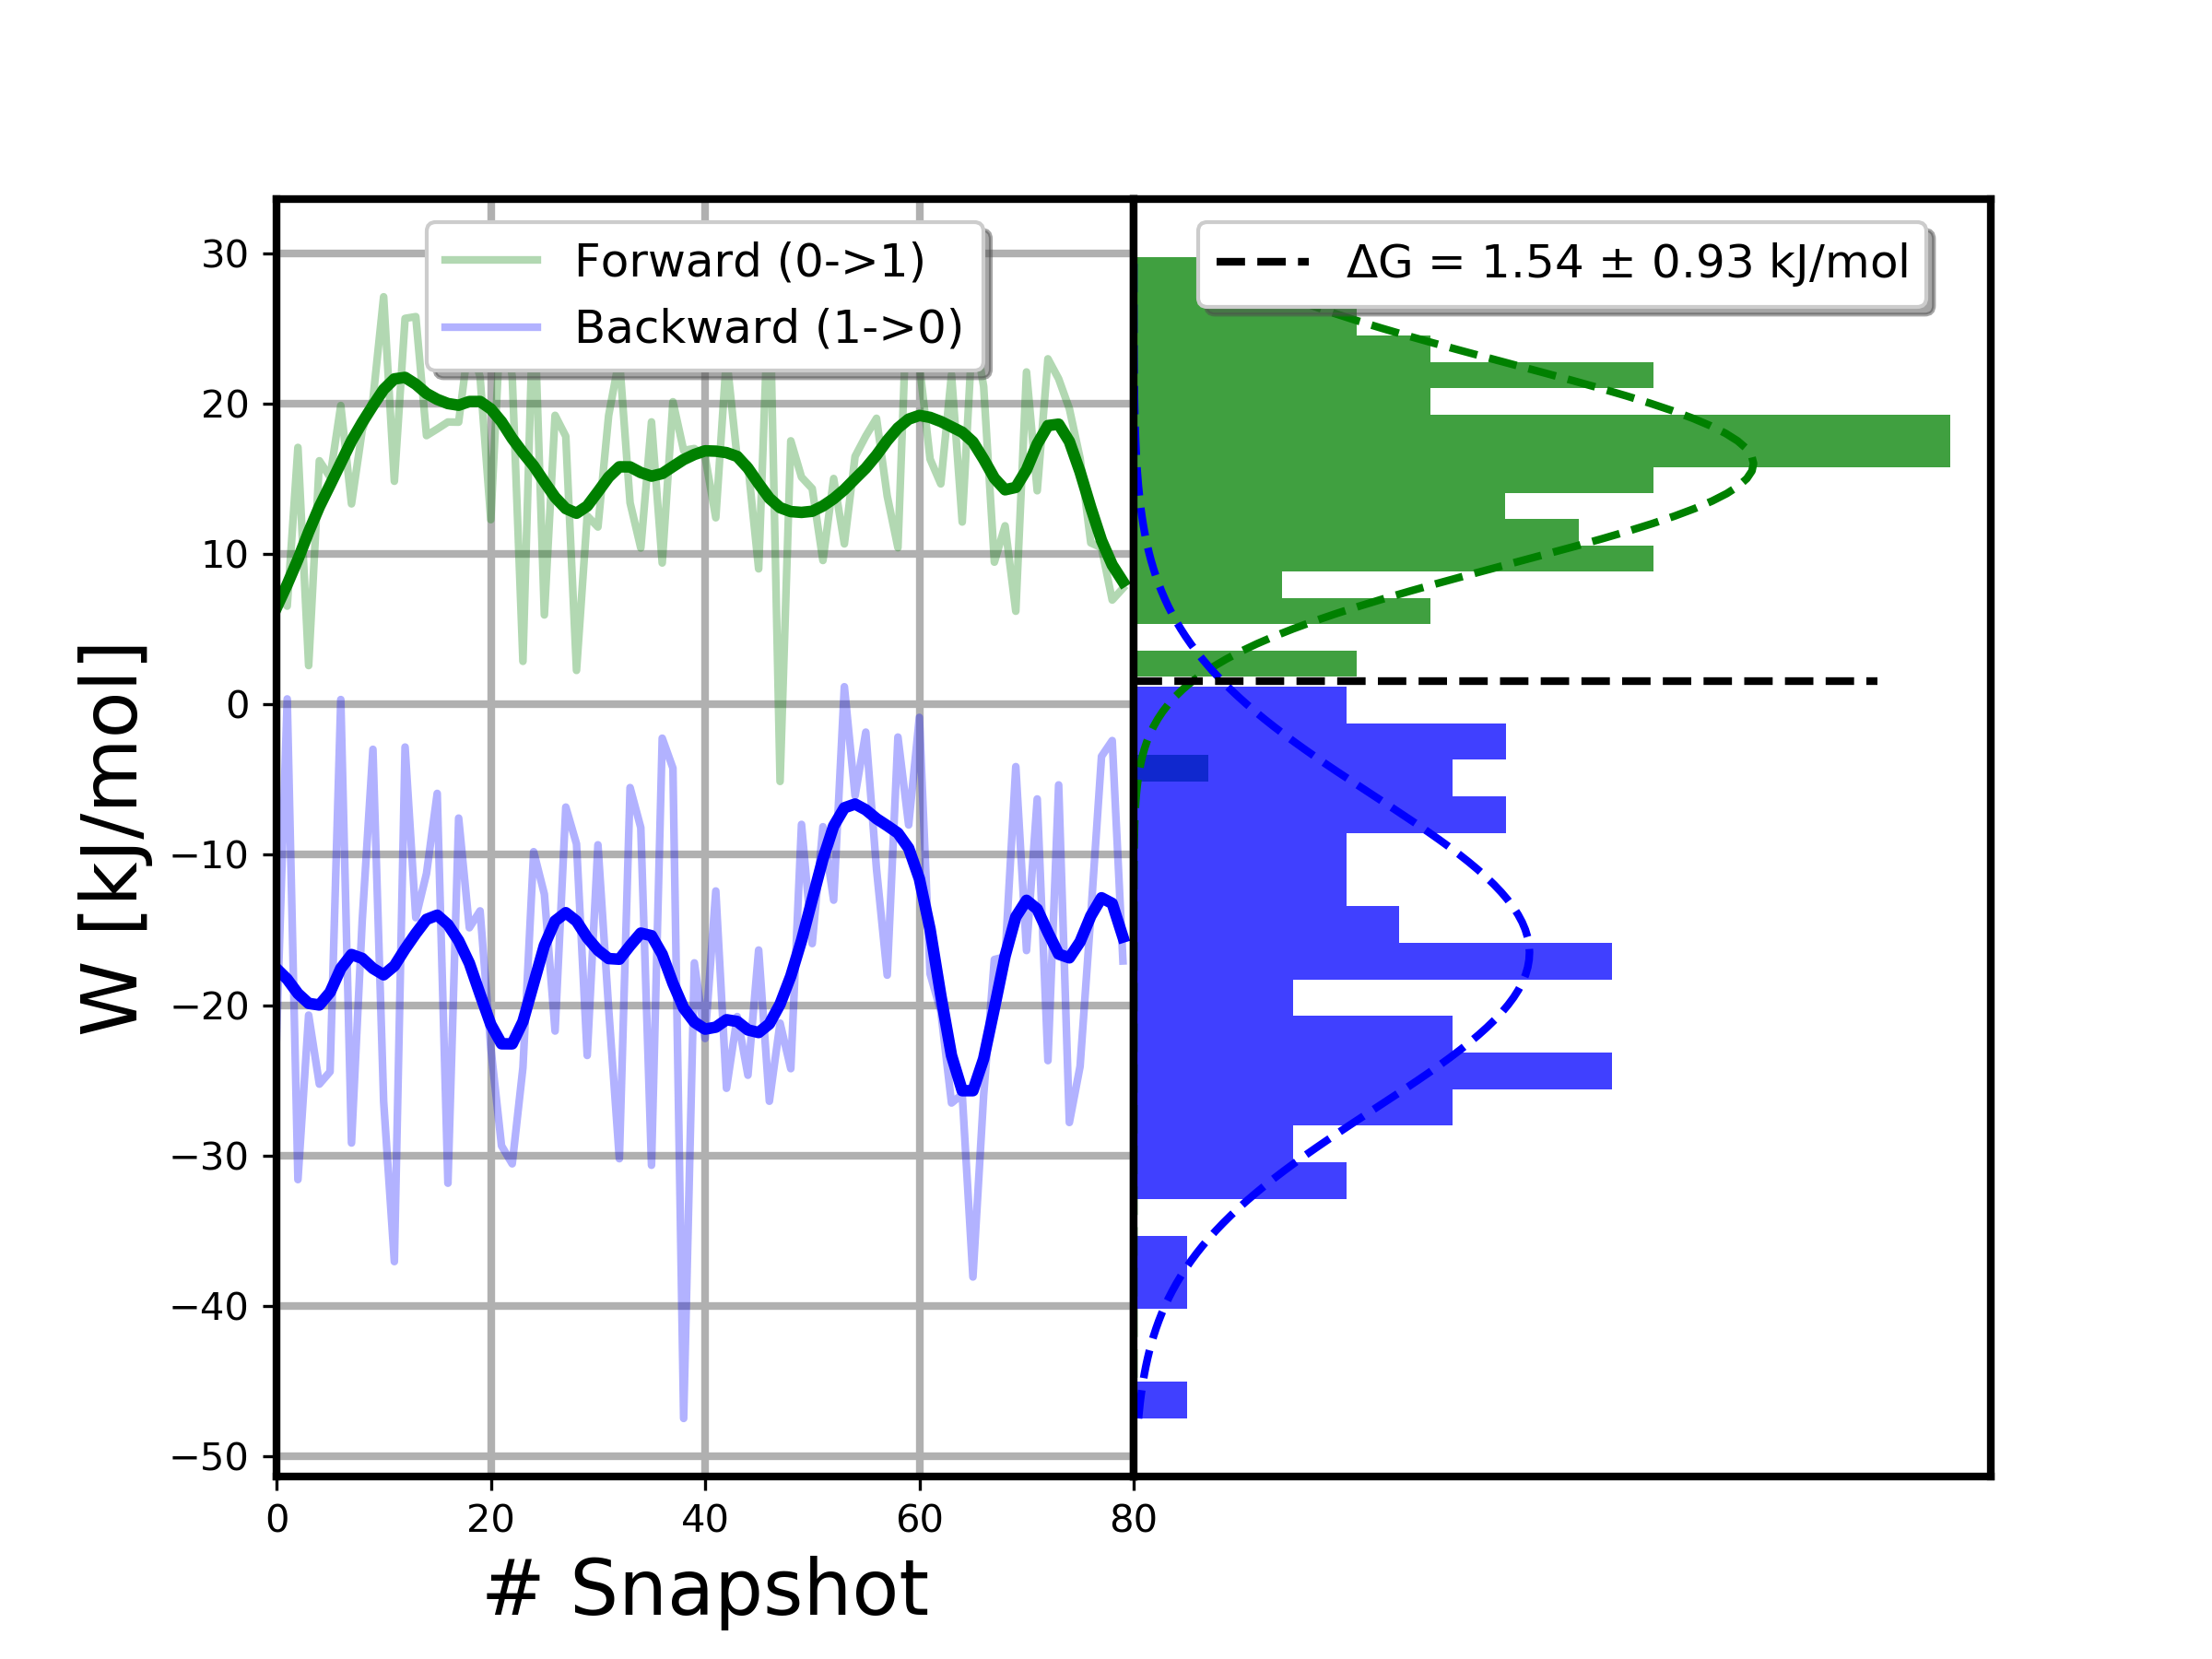 Forward (0->1)
Backward (1->0)
ΔG = 1.54 ± 0.93 kJ/mol
W [kJ/mol]
30
20
10
0
−10
−20
−30
−40
−50
0 20 40 60 80
# Snapshot